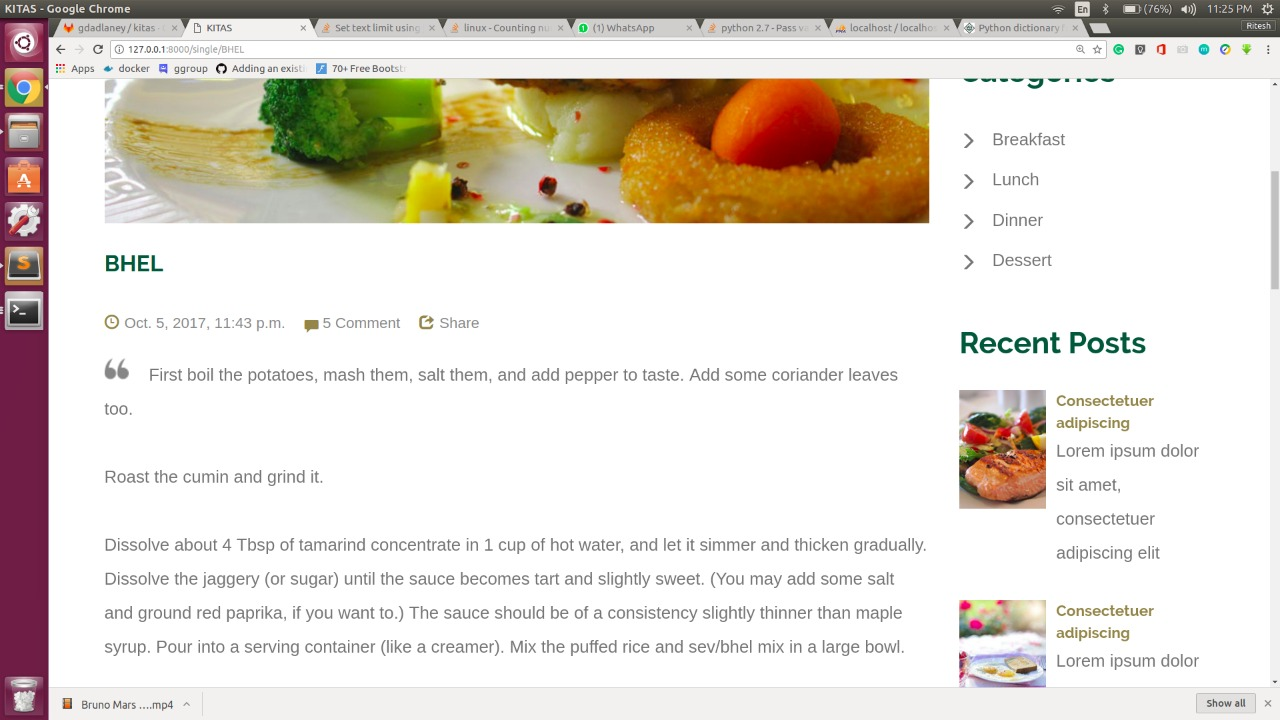 KITAS - Google Chrome
En
(76%)
11:25 PM
gdadlaney / kitas - 
KITAS
Set text limit using
linux - Counting nu
(1) WhatsApp
python 2.7 - Pass v
localhost / localhos
Python dictionary
Ritesh
127.0.0.1:8000/single/BHEL
Apps
docker
ggroup
Adding an existi
70+ Free Bootst
Categories
Breakfast
Lunch
Dinner
Dessert
BHEL
Oct. 5, 2017, 11:43 p.m. 5 Comment Share
First boil the potatoes, mash them, salt them, and add pepper to taste. Add some coriander leaves
too.
Roast the cumin and grind it.
Dissolve about 4 Tbsp of tamarind concentrate in 1 cup of hot water, and let it simmer and thicken gradually.
Dissolve the jaggery (or sugar) until the sauce becomes tart and slightly sweet. (You may add some salt
and ground red paprika, if you want to.) The sauce should be of a consistency slightly thinner than maple
syrup. Pour into a serving container (like a creamer). Mix the puffed rice and sev/bhel mix in a large bowl.
Recent Posts
Consectetuer
adipiscing
Lorem ipsum dolor
sit amet,
consectetuer
adipiscing elit
Consectetuer
adipiscing
Lorem ipsum dolor
Bruno Mars ....mp4
Show all